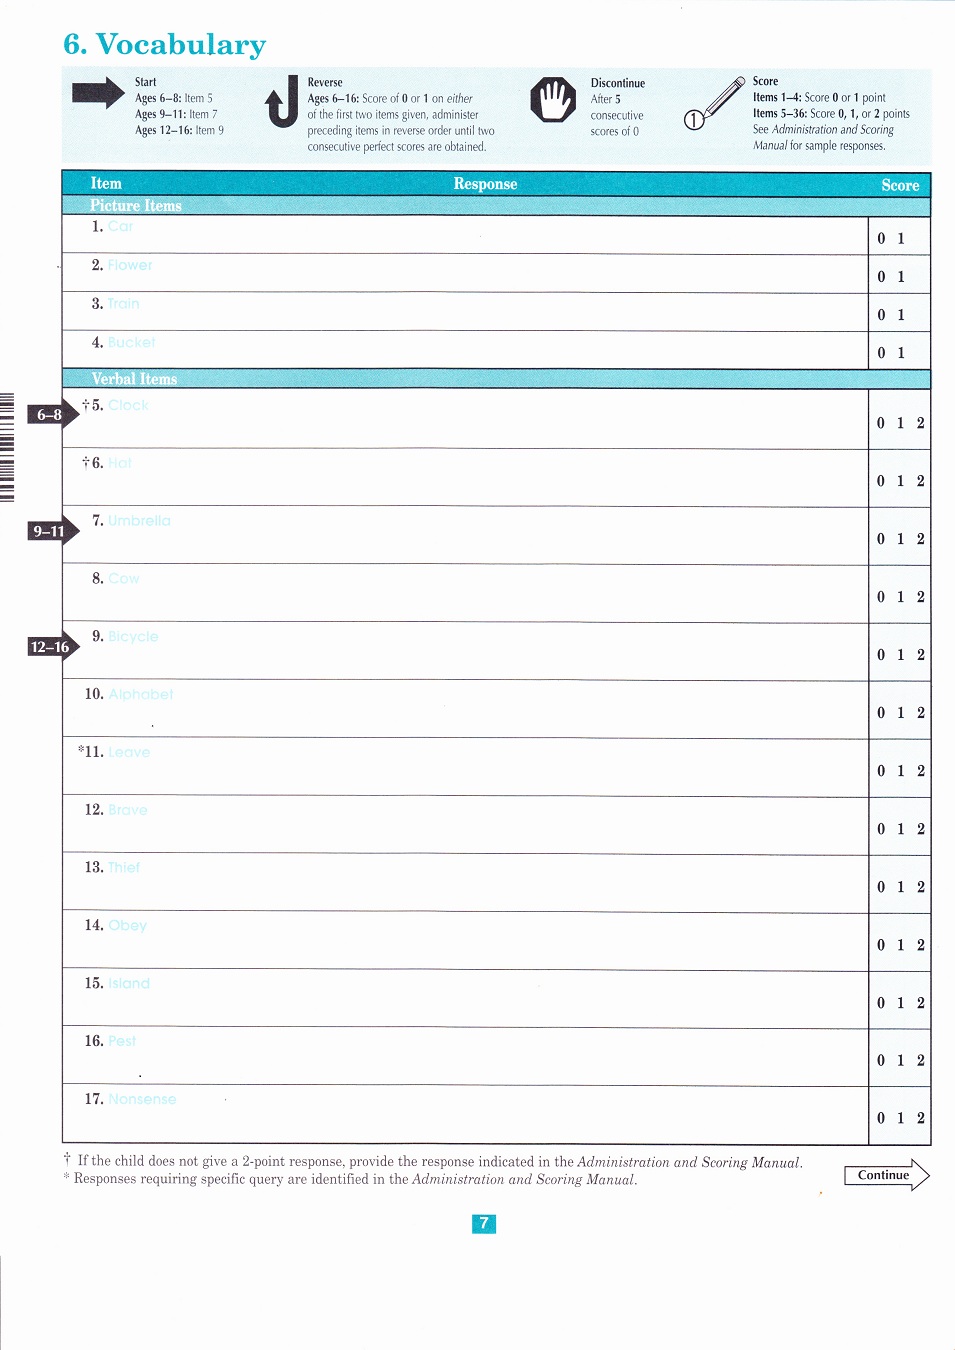 6. Vocabulary
Start
Ages 6–8: Item 5
Ages 9–11: Item 7
Ages 12–16: Item 9
Reverse
Ages 6–16: Score of 0 or 1 on either
of the first two items given, administer
preceding items in reverse order until two
consecutive perfect scores are obtained.
Discontinue
After 5
consecutive
scores of 0
1
Score
Items 1–4: Score 0 or 1 point
Items 5–36: Score 0, 1, or 2 points
See Administration and Scoring
Manual for sample responses.
Item Response Score
Picture Items
1. Car 0 1
2. Flower 0 1
3. Train 0 1
4. Bucket 0 1
Verbal Items
6–8 †5. Clock 0 1 2
†6. Hat 0 1 2
9–11 7. Umbrella 0 1 2
8. Cow 0 1 2
12–16 9. Bicycle 0 1 2
10. Alphabet 0 1 2
*11. Leave 0 1 2
12. Brave 0 1 2
13. Thief 0 1 2
14. Obey 0 1 2
15. Island 0 1 2
16. Pest 0 1 2
17. Nonsense 0 1 2
† If the child does not give a 2-point response, provide the response indicated in the Administration and Scoring Manual.
* Responses requiring specific query are identified in the Administration and Scoring Manual.
Continue
7